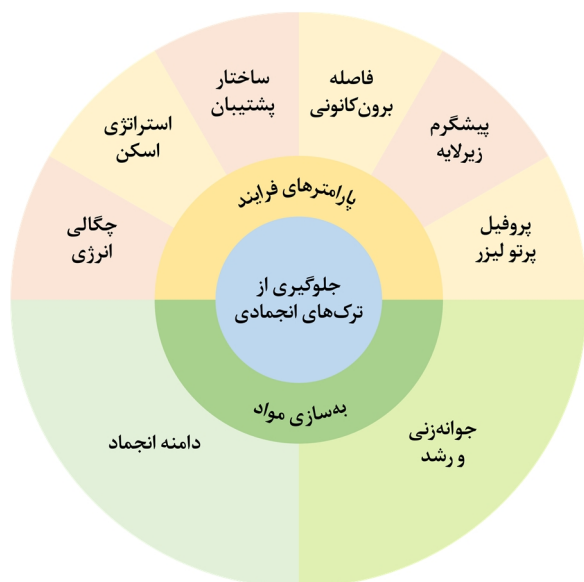 ساختار
پشتیبان
فاصله
برون‌کانونی
استراتژی
اسکن
پیشگرم
زیرلایه
چگالی
انرژی
پروفیل
پرتو لیزر
پارامترهای فرایند
جلوگیری از
ترک‌های انجمادی
به‌سازی مواد
دامنه انجماد
جوانه‌زنی
و رشد